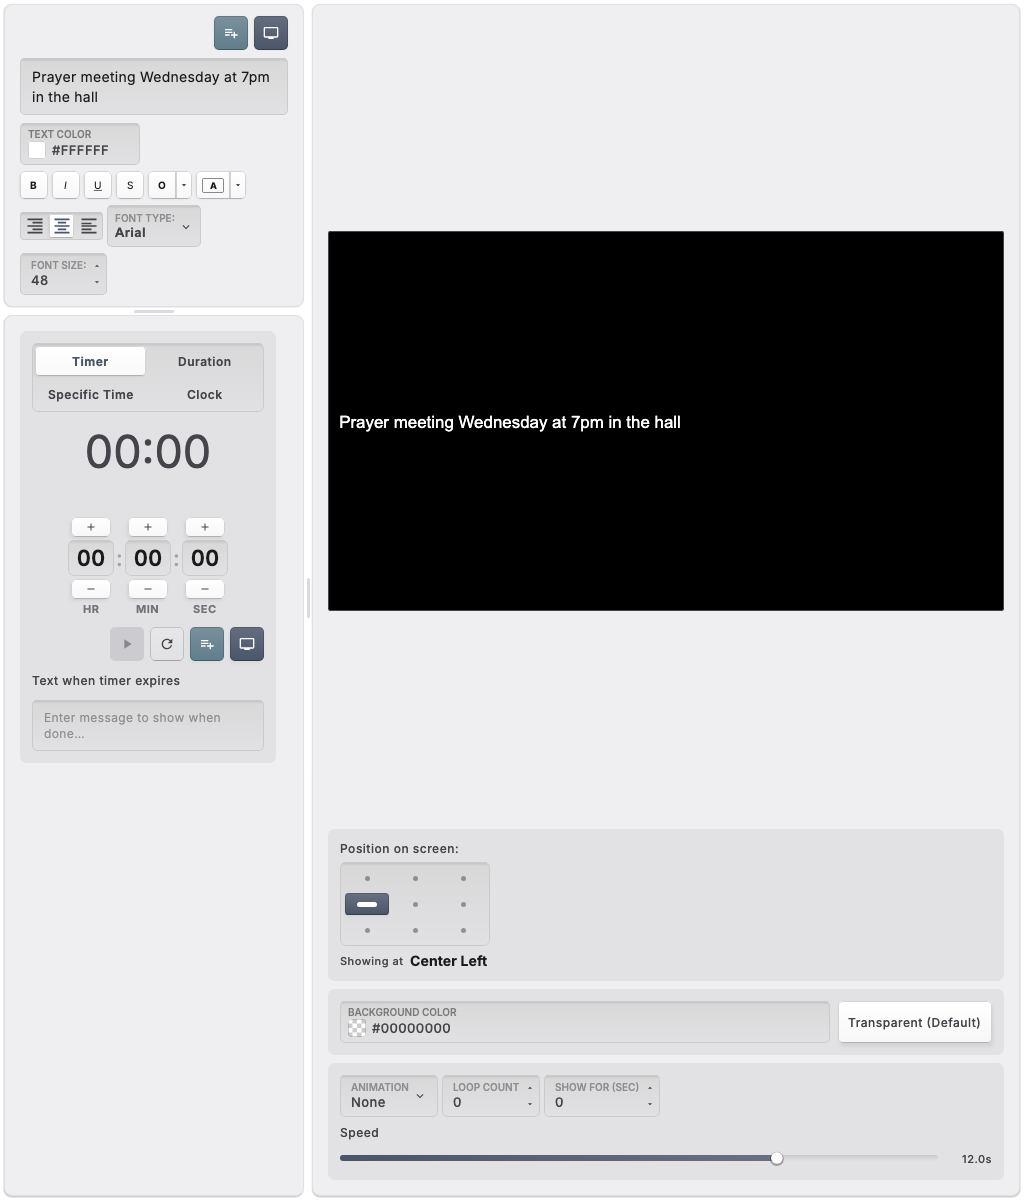 Prayer meeting Wednesday at 7pm
in the hall
TEXT COLOR
#FFFFFF
B I U S O A
FONT TYPE:
Arial
FONT SIZE:
48
Timer Duration
Specific Time Clock
00:00
+ + +
00 : 00 : 00
− − −
HR MIN SEC
Text when timer expires
Enter message to show when
done...
Prayer meeting Wednesday at 7pm in the hall
Position on screen:
Showing at Center Left
BACKGROUND COLOR
#00000000
Transparent (Default)
ANIMATION
None
LOOP COUNT
0
SHOW FOR (SEC)
0
Speed
12.0s